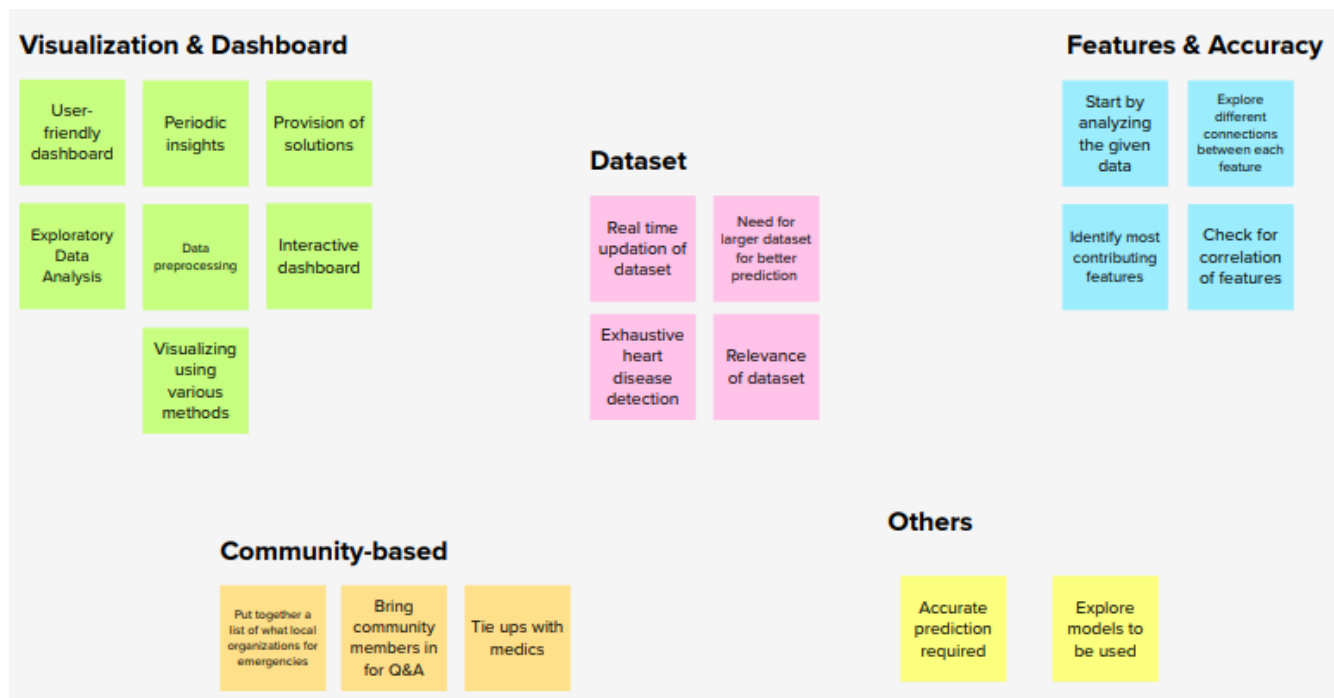 Visualization & Dashboard
User-
friendly
dashboard
Periodic
insights
Provision of
solutions
Exploratory
Data
Analysis
Data
preprocessing
Interactive
dashboard
Visualizing
using
various
methods
Dataset
Real time
updation of
dataset
Need for
larger dataset
for better
prediction
Exhaustive
heart
disease
detection
Relevance
of dataset
Features & Accuracy
Start by
analyzing
the given
data
Explore
different
connections
between each
feature
Identify most
contributing
features
Check for
correlation
of features
Community-based
Put together a
list of what local
organizations for
emergencies
Bring
community
members in
for Q&A
Tie ups with
medics
Others
Accurate
prediction
required
Explore
models to
be used